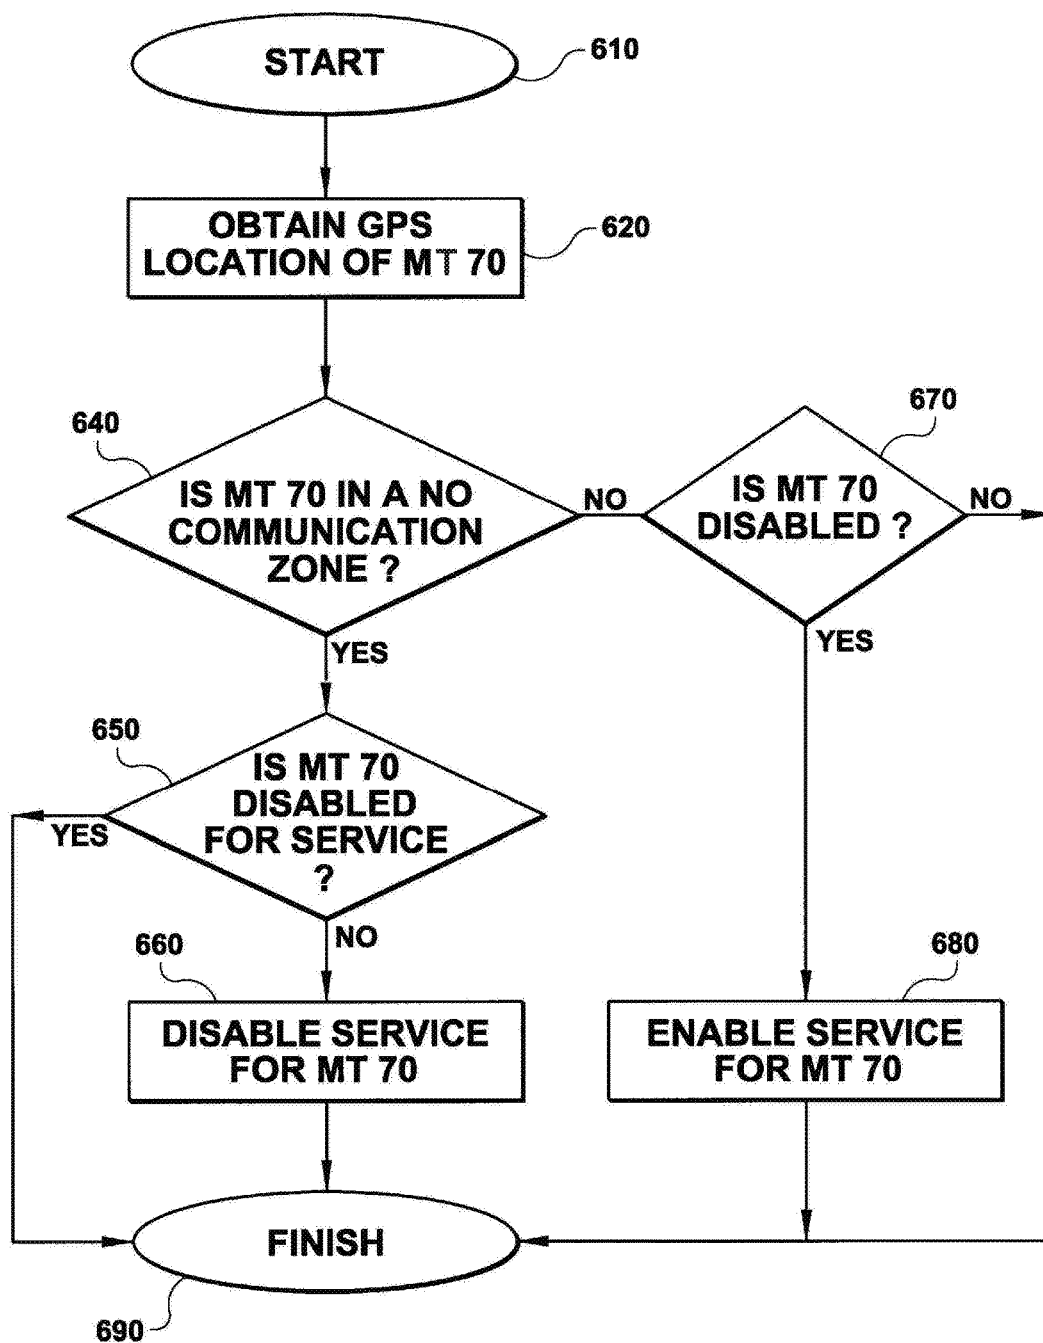 START
610
OBTAIN GPS
LOCATION OF MT 70
620
640
IS MT 70 IN A NO
COMMUNICATION
ZONE ?
NO
YES
670
IS MT 70
DISABLED ?
NO
YES
650
IS MT 70
DISABLED
FOR SERVICE
?
YES
NO
660
DISABLE SERVICE
FOR MT 70
680
ENABLE SERVICE
FOR MT 70
FINISH
690